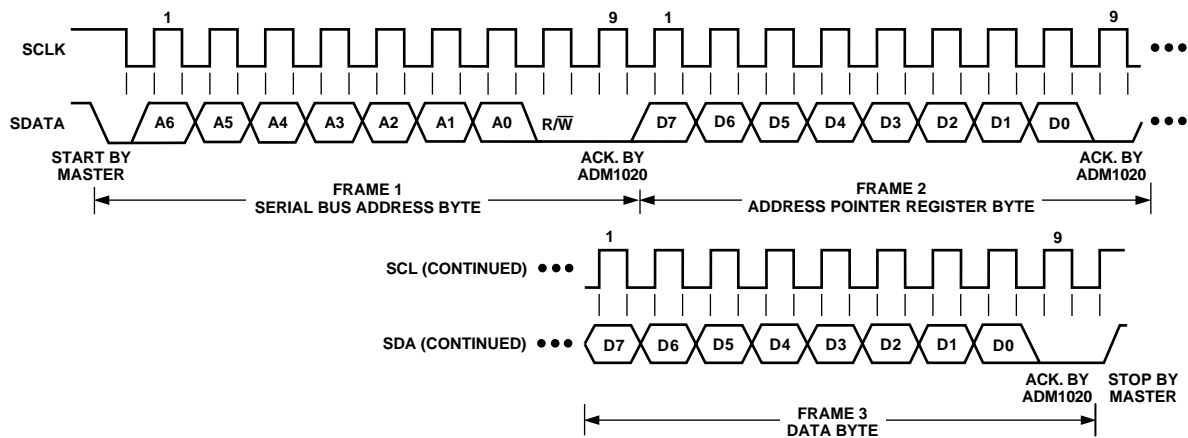 1 9 1 9
SCLK
SDATA A6 A5 A4 A3 A2 A1 A0 R/W̅ D7 D6 D5 D4 D3 D2 D1 D0
START BY MASTER
ACK. BY ADM1020
ACK. BY ADM1020
FRAME 1
SERIAL BUS ADDRESS BYTE
FRAME 2
ADDRESS POINTER REGISTER BYTE
1 9
SCL (CONTINUED)
SDA (CONTINUED) D7 D6 D5 D4 D3 D2 D1 D0
ACK. BY ADM1020
STOP BY MASTER
FRAME 3
DATA BYTE